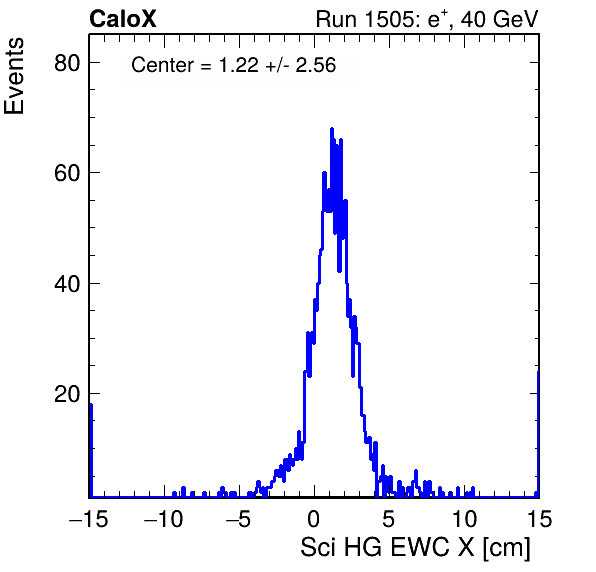 CaloX Run 1505: e⁺, 40 GeV
Center = 1.22 +/- 2.56
Events
80
60
40
20
−15 −10 −5 0 5 10 15
Sci HG EWC X [cm]